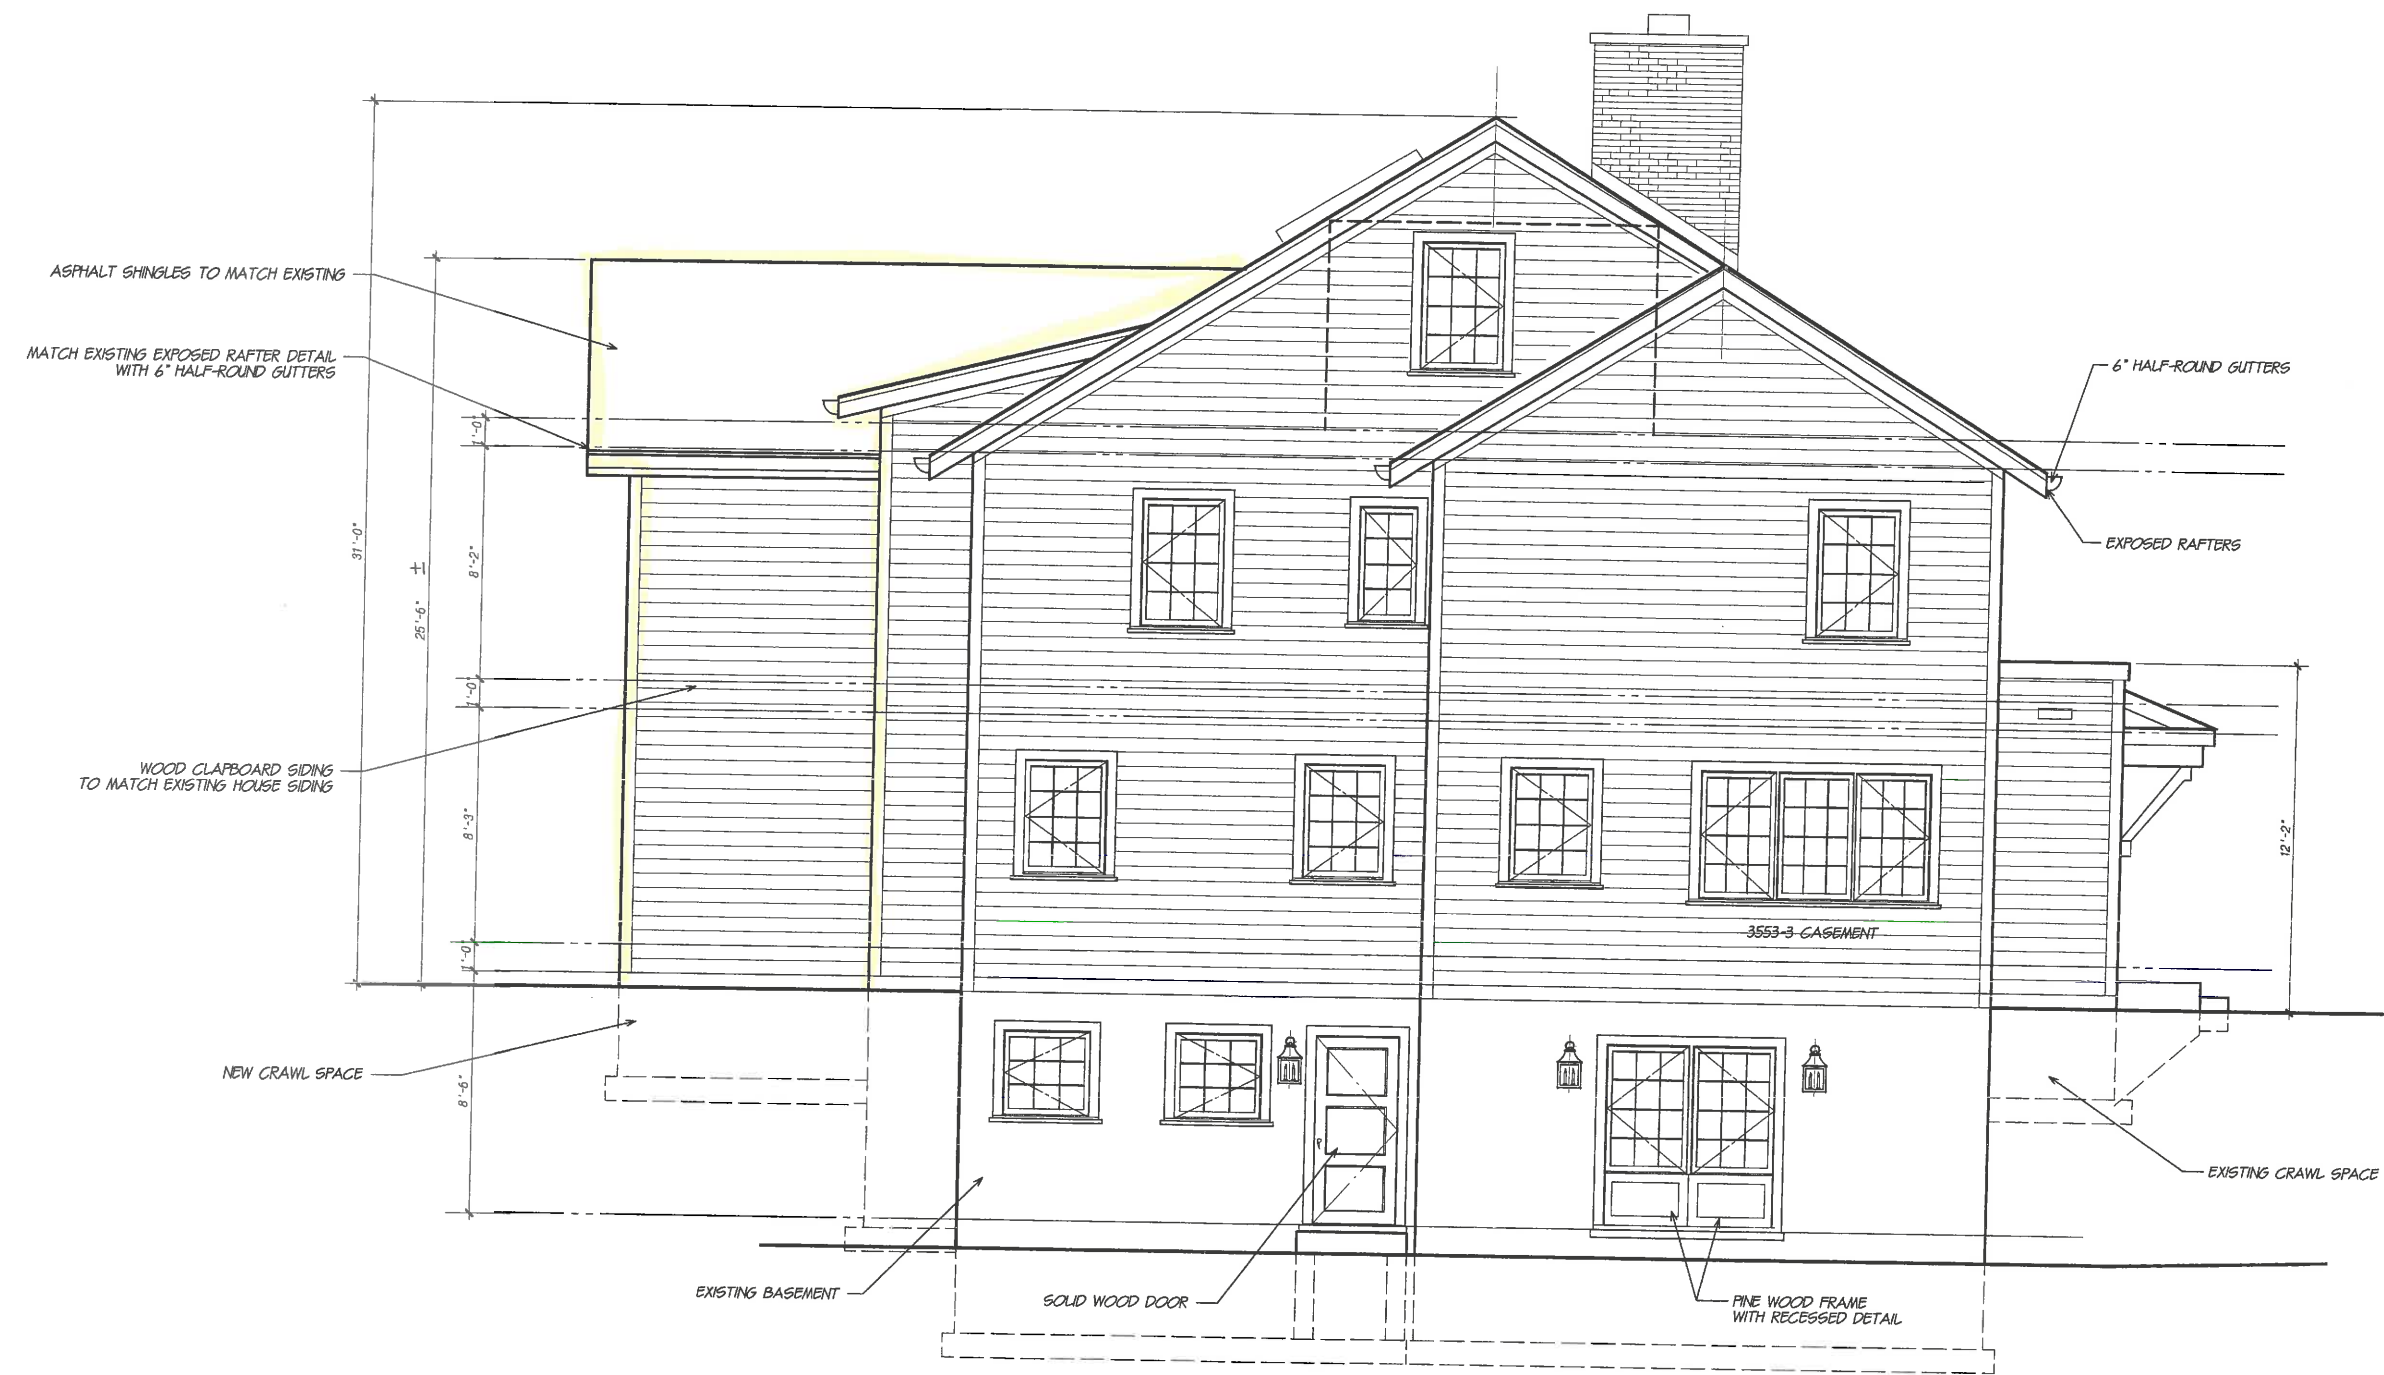 ASPHALT SHINGLES TO MATCH EXISTING
MATCH EXISTING EXPOSED RAFTER DETAIL
WITH 6" HALF-ROUND GUTTERS
6" HALF-ROUND GUTTERS
1'-0"
31'-0"
25'-6" ±
8'-2"
EXPOSED RAFTERS
1'-0"
WOOD CLAPBOARD SIDING
TO MATCH EXISTING HOUSE SIDING
8'-3"
12'-2"
3553-3 CASEMENT
1'-0"
NEW CRAWL SPACE
8'-6"
EXISTING CRAWL SPACE
EXISTING BASEMENT
SOLID WOOD DOOR
PINE WOOD FRAME
WITH RECESSED DETAIL